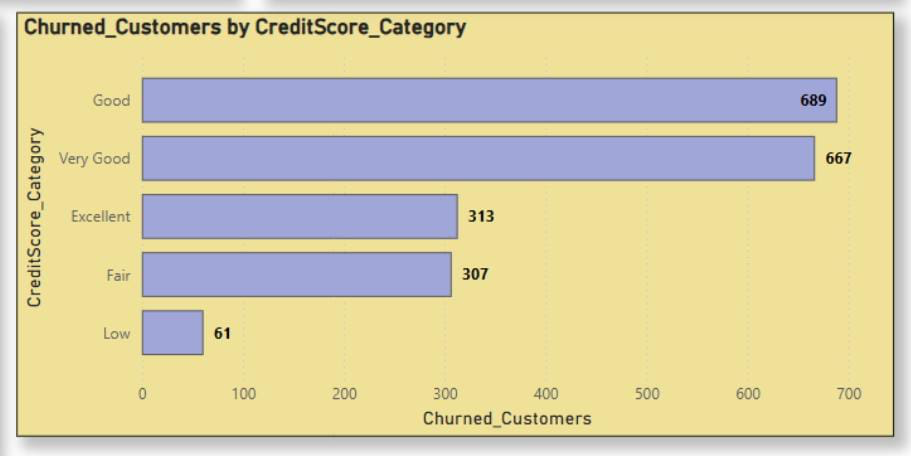 Churned_Customers by CreditScore_Category
CreditScore_Category
Good 689
Very Good 667
Excellent 313
Fair 307
Low 61
0 100 200 300 400 500 600 700
Churned_Customers